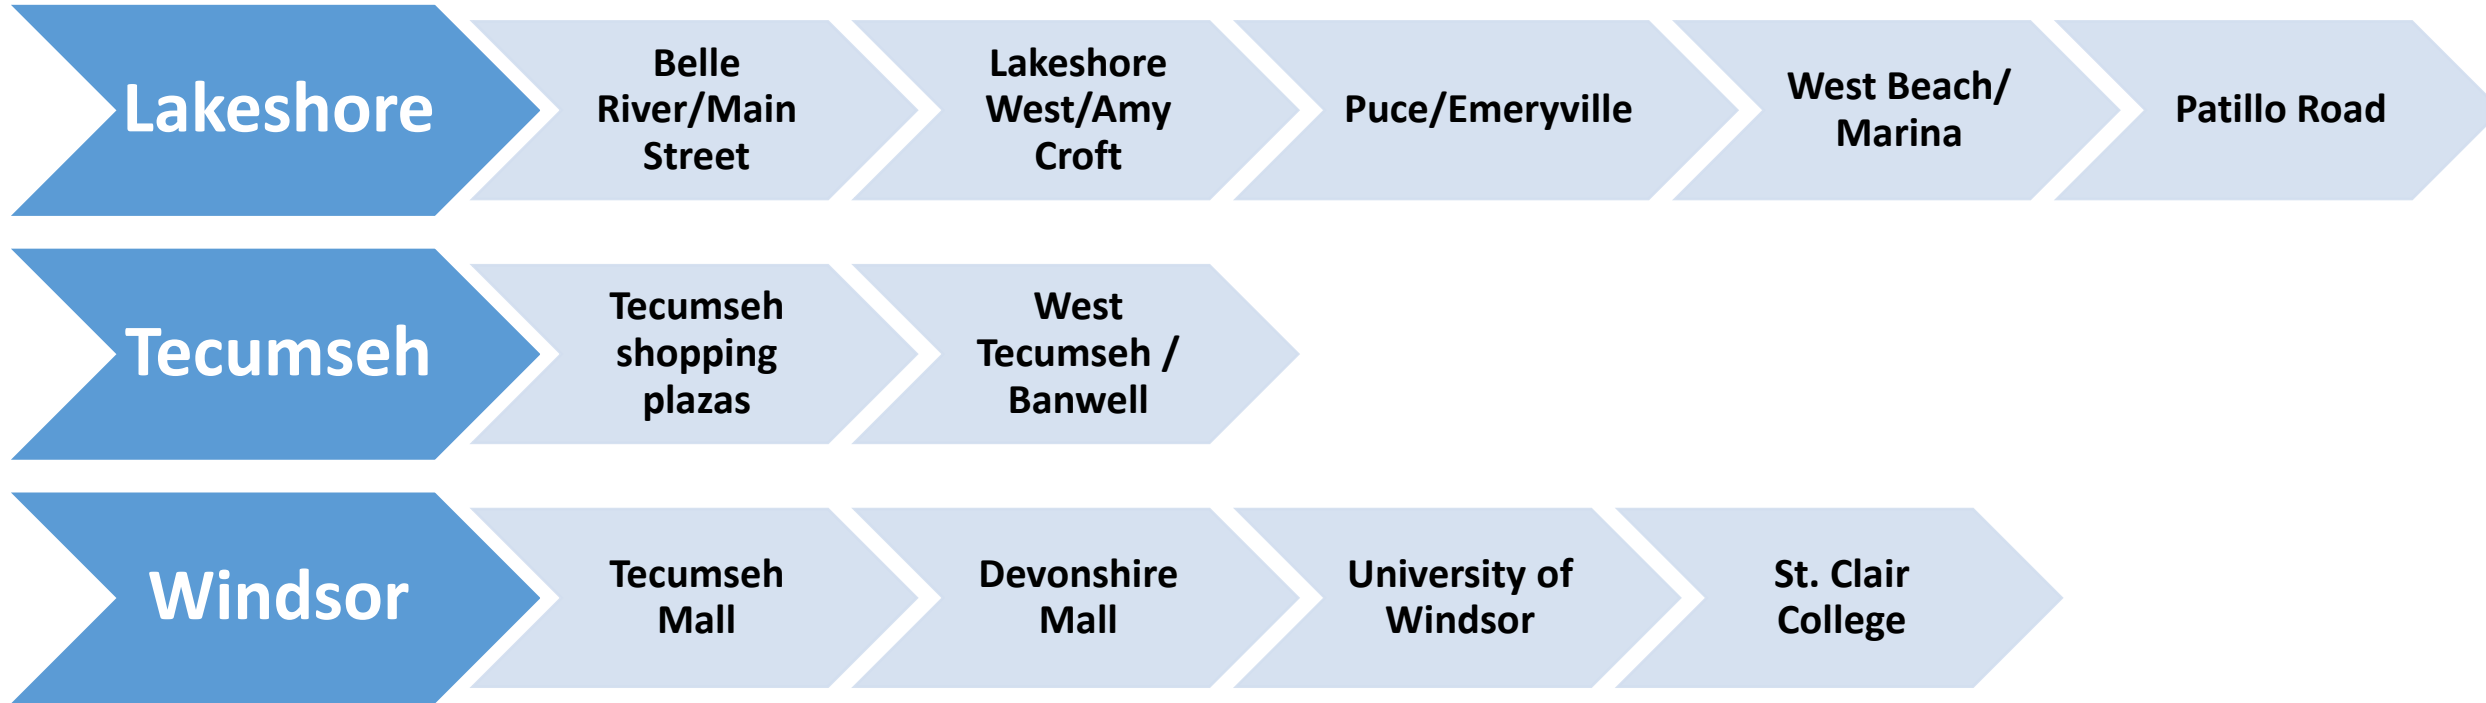 Lakeshore
Belle
River/Main
Street
Lakeshore
West/Amy
Croft
Puce/Emeryville
West Beach/
Marina
Patillo Road
Tecumseh
Tecumseh
shopping
plazas
West
Tecumseh /
Banwell
Windsor
Tecumseh
Mall
Devonshire
Mall
University of
Windsor
St. Clair
College